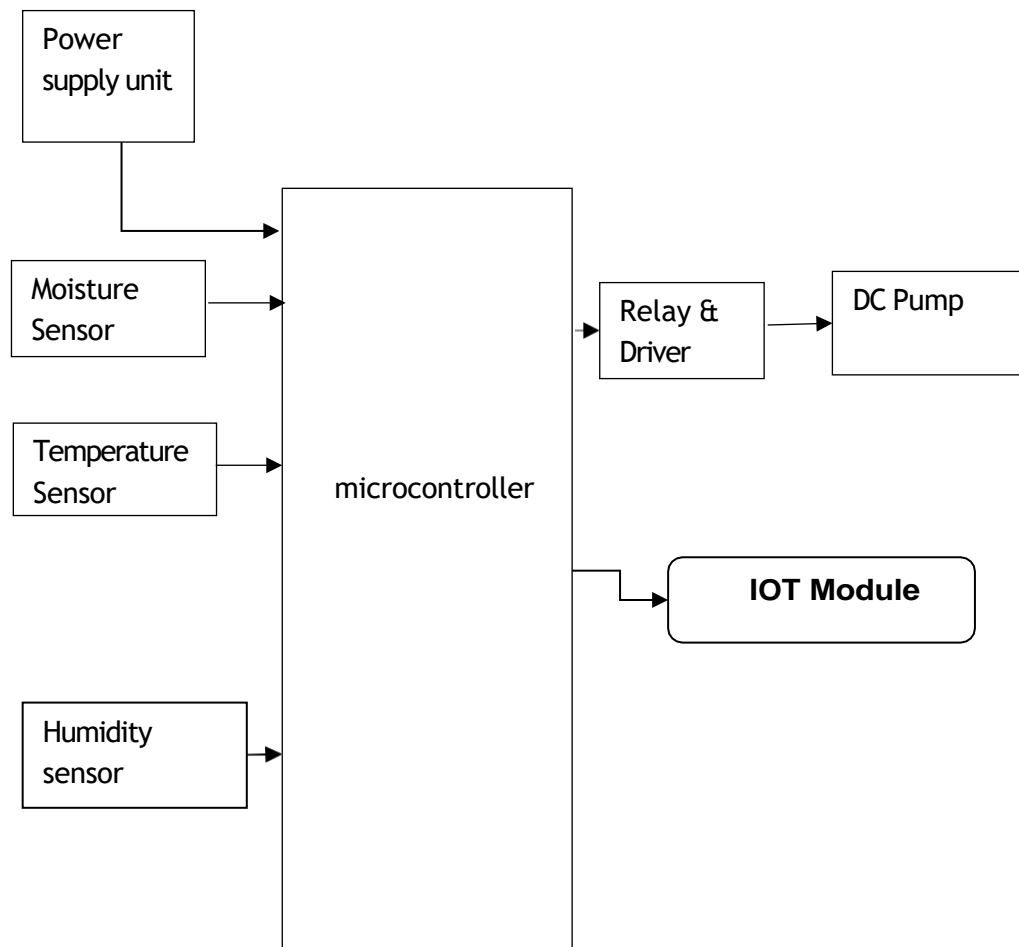 Power
supply unit
Moisture
Sensor
Relay &
Driver
DC Pump
Temperature
Sensor
microcontroller
IOT Module
Humidity
sensor